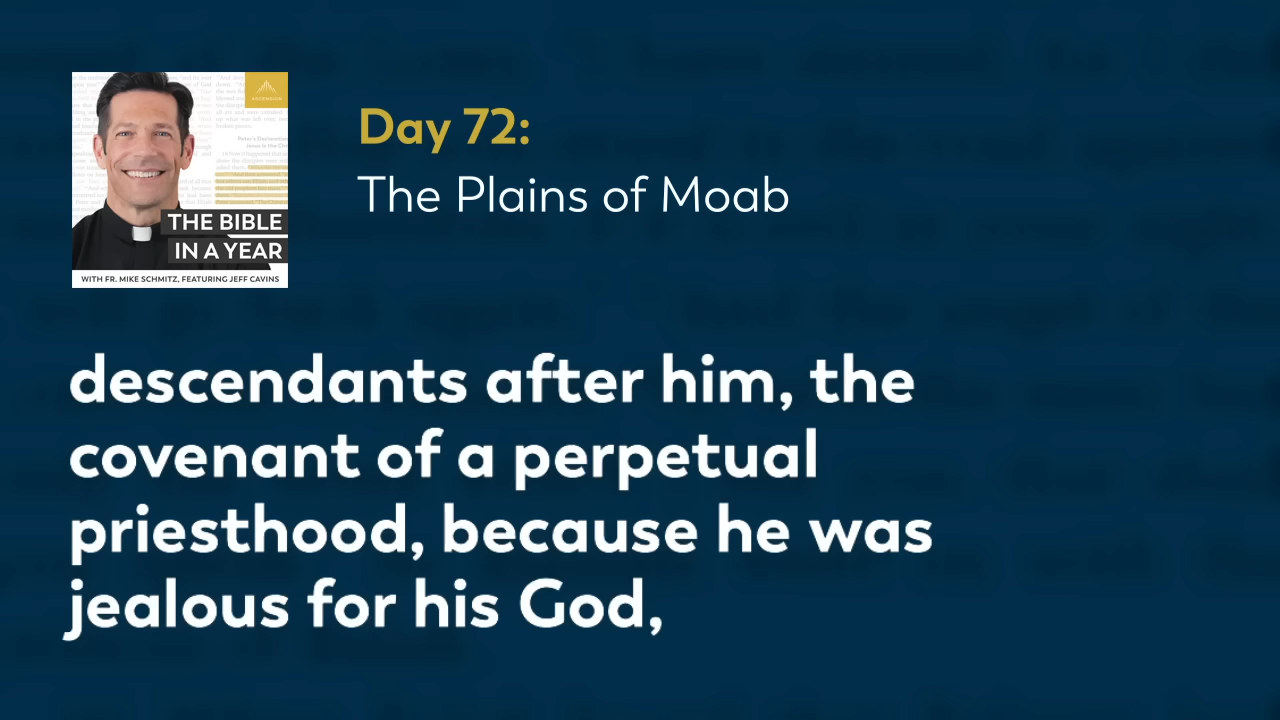 ASCENSION
THE BIBLE
IN A YEAR
WITH FR. MIKE SCHMITZ, FEATURING JEFF CAVINS
Day 72:
The Plains of Moab
descendants after him, the
covenant of a perpetual
priesthood, because he was
jealous for his God,